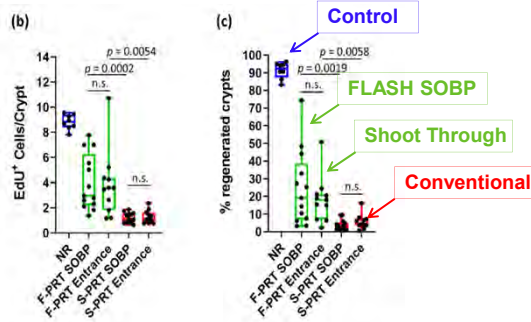 (b)
p = 0.0054
p = 0.0002
n.s.
n.s.
EdU+ Cells/Crypt
14
12
10
8
6
4
2
0
NR
F-PRT SOBP
F-PRT Entrance
S-PRT SOBP
S-PRT Entrance
(c)
Control
p = 0.0058
p = 0.0019
n.s.
FLASH SOBP
Shoot Through
n.s.
Conventional
% regenerated crypts
100
90
80
70
60
50
40
30
20
10
0
NR
F-PRT SOBP
F-PRT Entrance
S-PRT SOBP
S-PRT Entrance